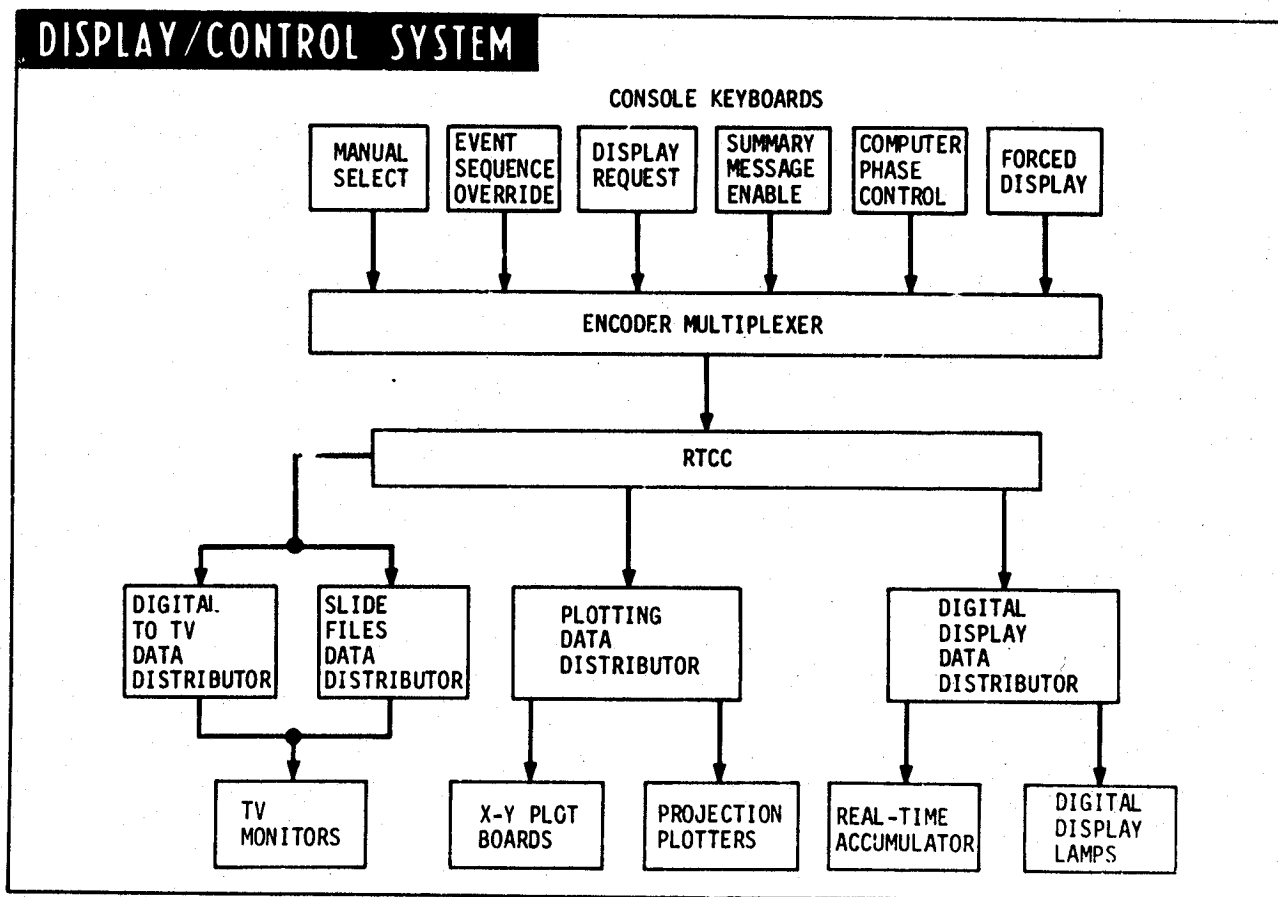 DISPLAY/CONTROL SYSTEM
CONSOLE KEYBOARDS
MANUAL
SELECT
EVENT
SEQUENCE
OVERRIDE
DISPLAY
REQUEST
SUMMARY
MESSAGE
ENABLE
COMPUTER
PHASE
CONTROL
FORCED
DISPLAY
ENCODER MULTIPLEXER
RTCC
DIGITAL
TO TV
DATA
DISTRIBUTOR
SLIDE
FILES
DATA
DISTRIBUTOR
PLOTTING
DATA
DISTRIBUTOR
DIGITAL
DISPLAY
DATA
DISTRIBUTOR
TV
MONITORS
X-Y PLOT
BOARDS
PROJECTION
PLOTTERS
REAL-TIME
ACCUMULATOR
DIGITAL
DISPLAY
LAMPS